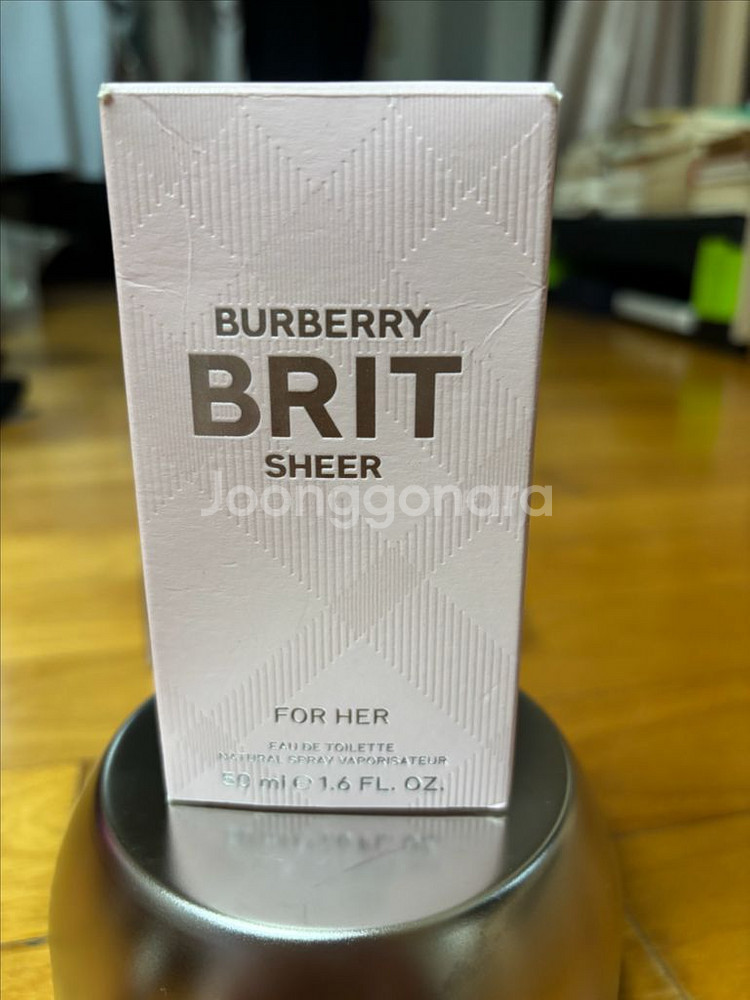 BURBERRY
BRIT
SHEER
Joonggonara
FOR HER
EAU DE TOILETTE
NATURAL SPRAY VAPORISATEUR
50 ml ℮ 1.6 FL. OZ.